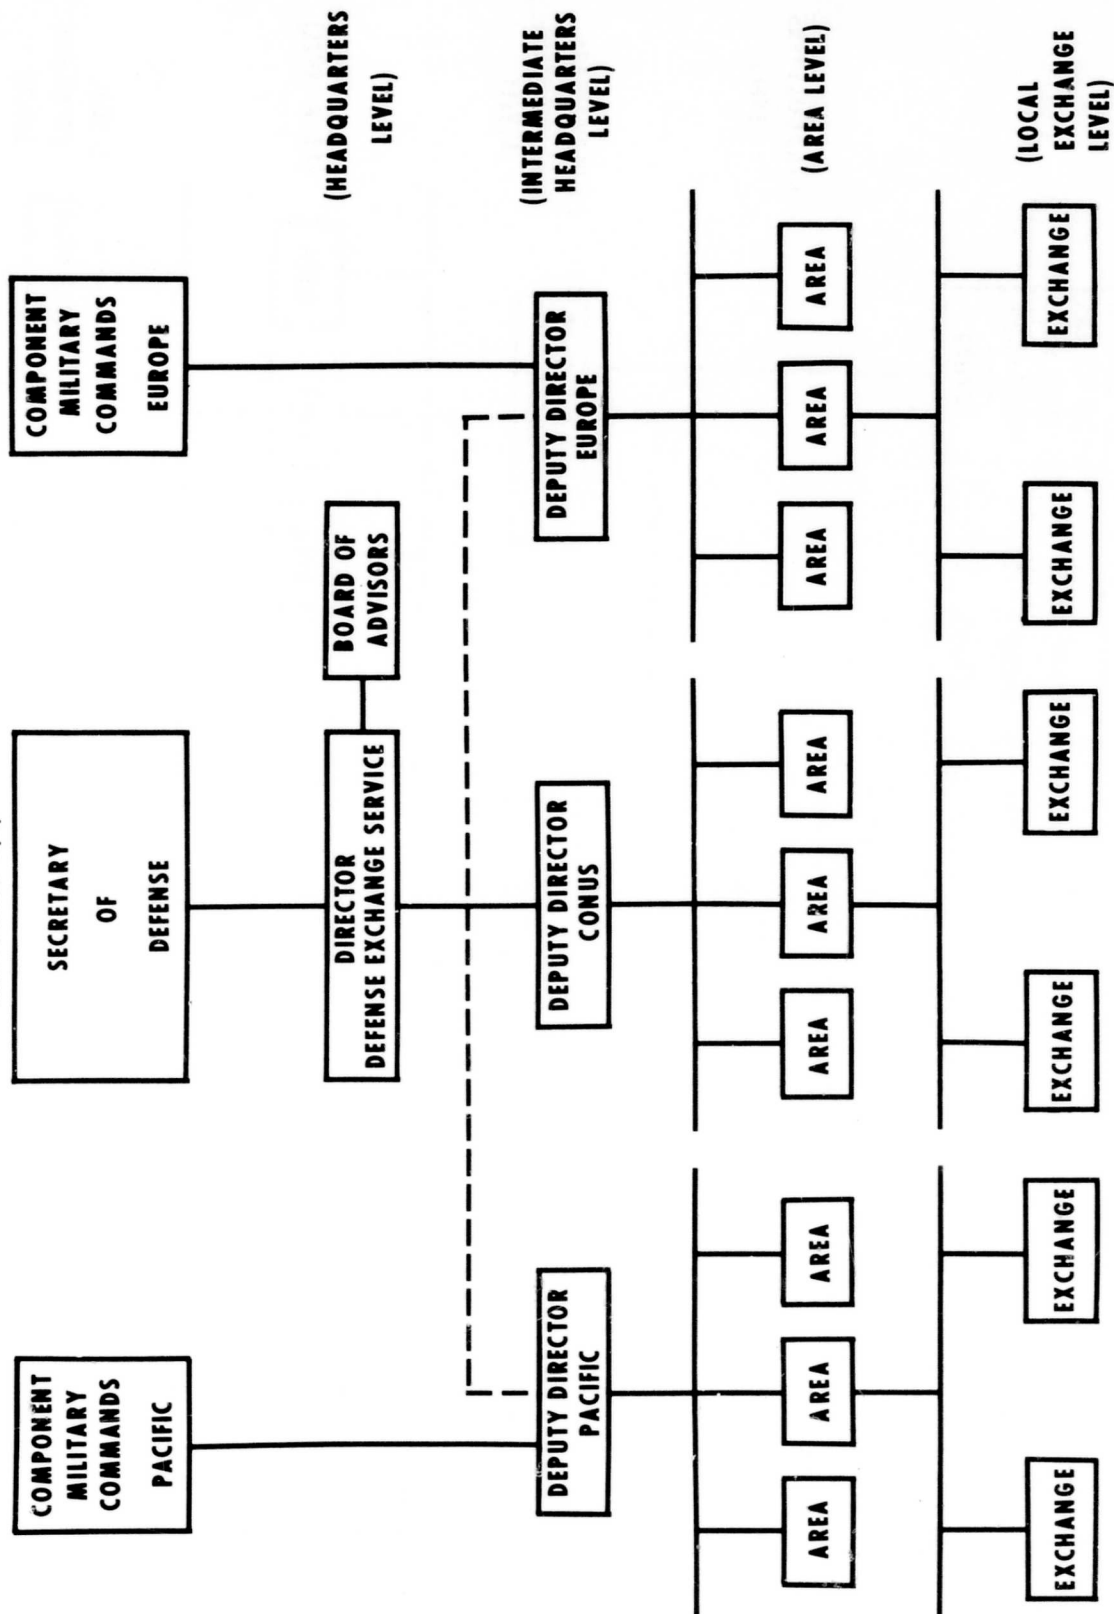 COMPONENT
MILITARY
COMMANDS
PACIFIC
SECRETARY
OF
DEFENSE
COMPONENT
MILITARY
COMMANDS
EUROPE
DIRECTOR
DEFENSE EXCHANGE SERVICE
BOARD OF
ADVISORS
(HEADQUARTERS
LEVEL)
DEPUTY DIRECTOR
PACIFIC
DEPUTY DIRECTOR
CONUS
DEPUTY DIRECTOR
EUROPE
(INTERMEDIATE
HEADQUARTERS
LEVEL)
AREA
AREA
AREA
AREA
AREA
AREA
AREA
AREA
AREA
(AREA LEVEL)
EXCHANGE
EXCHANGE
EXCHANGE
EXCHANGE
EXCHANGE
EXCHANGE
(LOCAL
EXCHANGE
LEVEL)